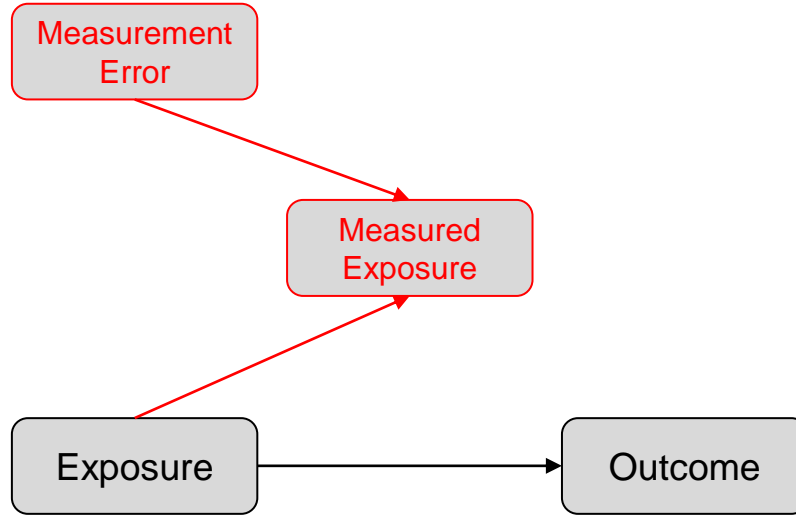 Measurement
Error
Measured
Exposure
Exposure
Outcome